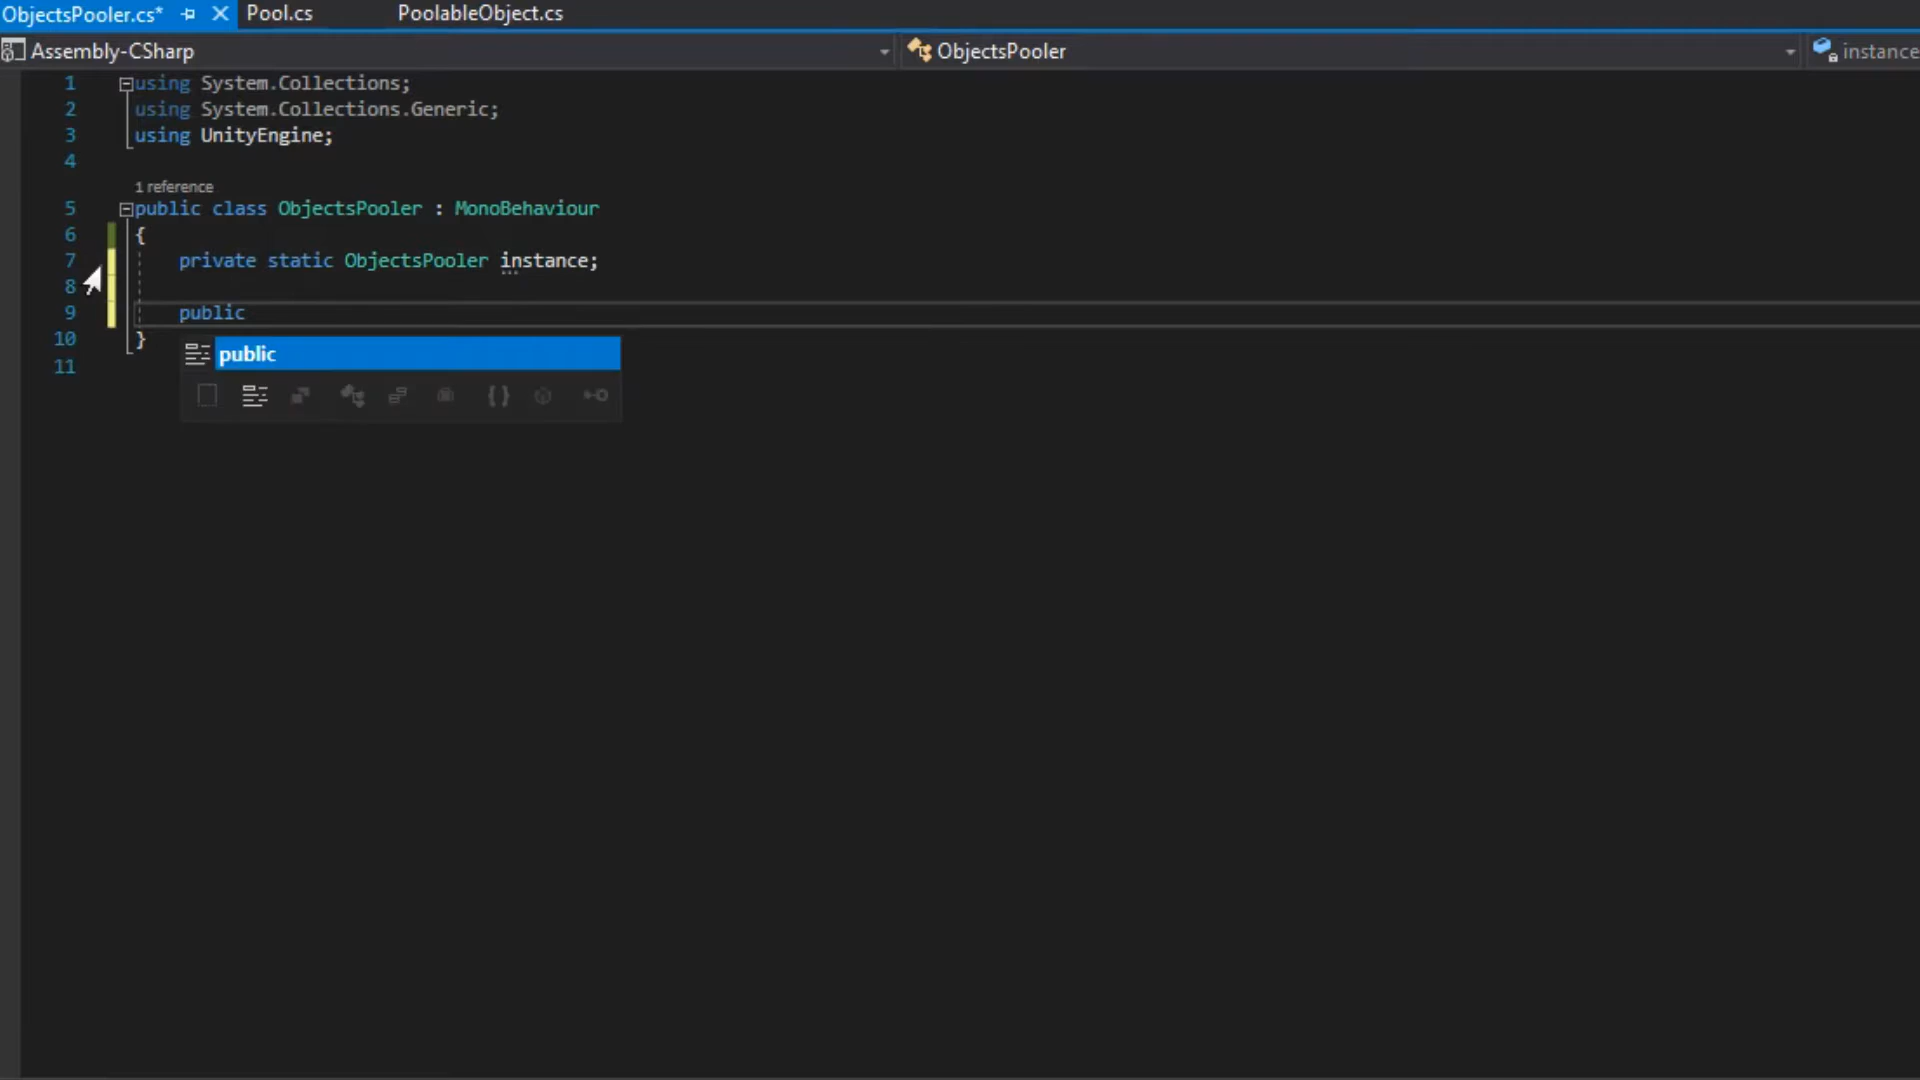 ObjectsPooler.cs* Pool.cs PoolableObject.cs
Assembly-CSharp ObjectsPooler instance
1 using System.Collections;
2 using System.Collections.Generic;
3 using UnityEngine;
4
1 reference
5 public class ObjectsPooler : MonoBehaviour
6 {
7 private static ObjectsPooler instance;
8
9 public
10 }
public
11